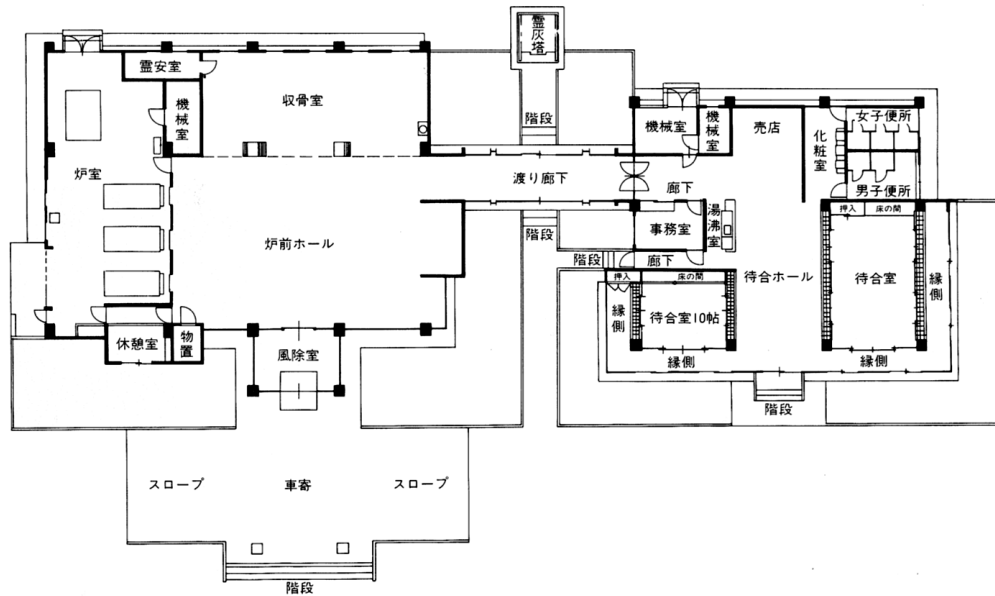 霊灰塔
階段
霊安室
収骨室
機械室
炉室
炉前ホール
渡り廊下
階段
休憩室
物置
風除室
スロープ
車寄
スロープ
階段
機械室
機械室
売店
化粧室
女子便所
男子便所
廊下
事務室
湯沸室
階段
廊下
待合ホール
押入
床の間
待合室
縁側
押入
床の間
縁側
待合室10帖
縁側
縁側
階段